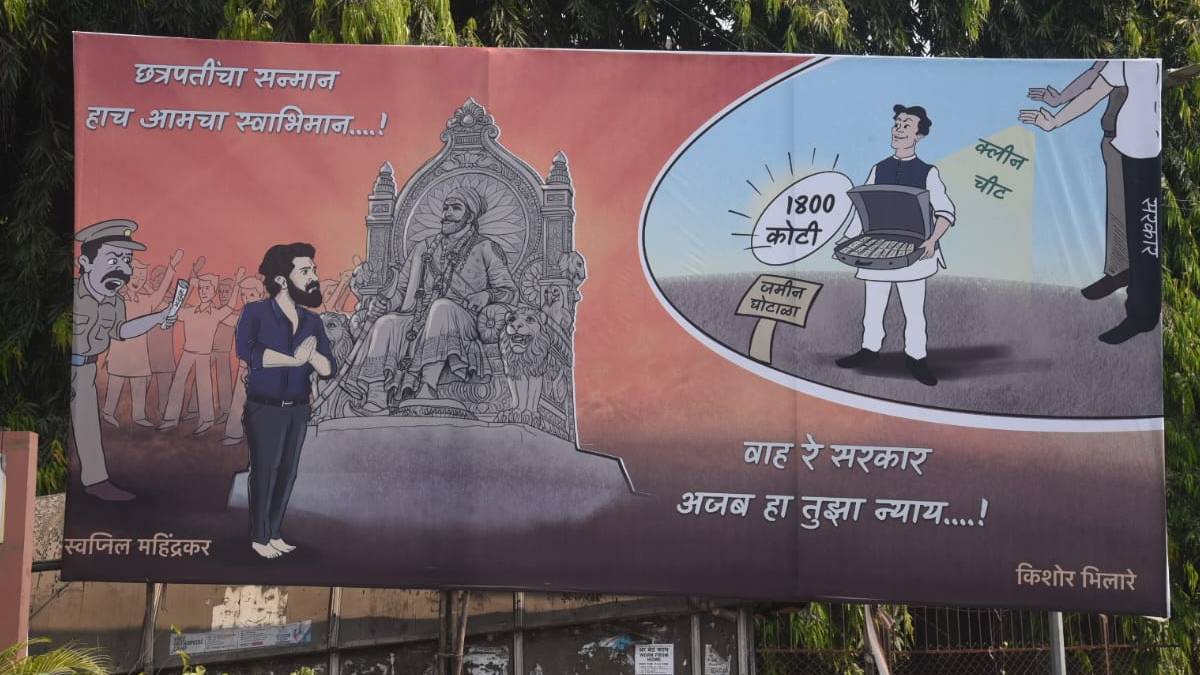 छत्रपतींचा सन्मान
हाच आमचा स्वाभिमान....!
1800
कोटी
क्लीन
चीट
सरकार
जमीन
घोटाळा
वाह रे सरकार
अजब हा तुझा न्याय....!
स्वप्निल महिंद्रकर
किशोर भिलारे